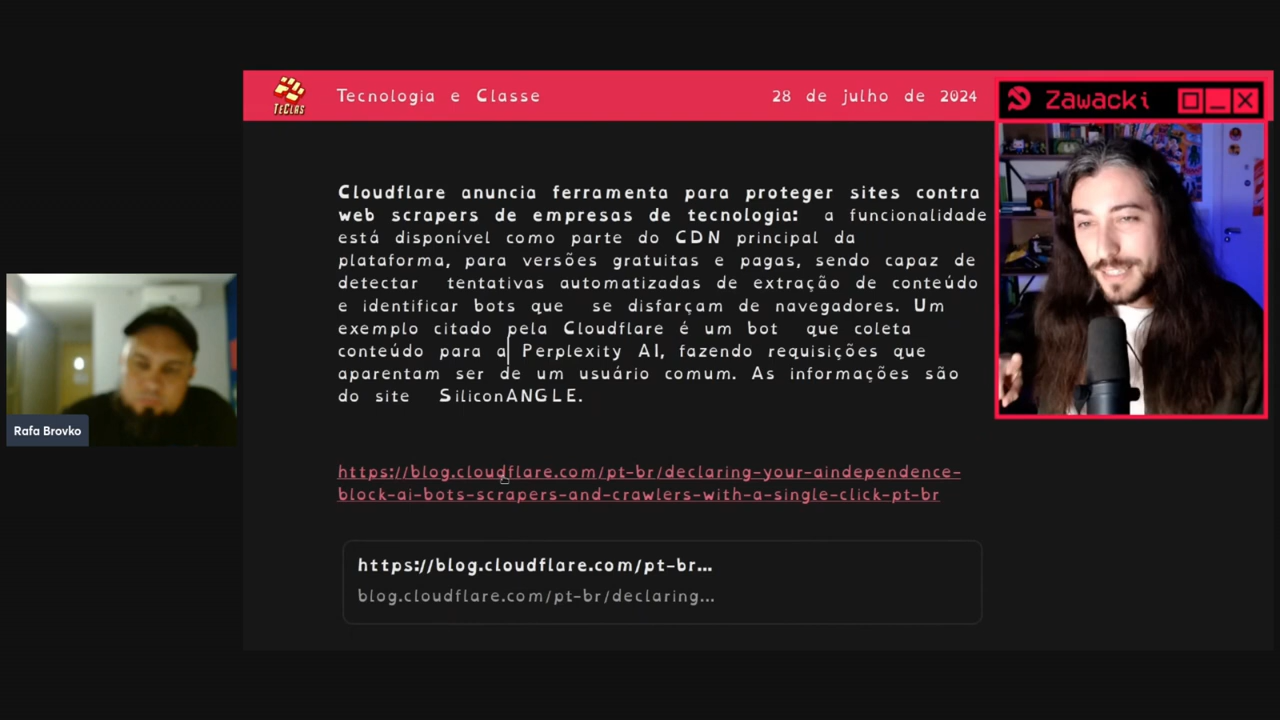 TECLAS
Tecnologia e Classe
28 de julho de 2024
Zawacki
Cloudflare anuncia ferramenta para proteger sites contra
web scrapers de empresas de tecnologia: a funcionalidade
está disponível como parte do CDN principal da
plataforma, para versões gratuitas e pagas, sendo capaz de
detectar tentativas automatizadas de extração de conteúdo
e identificar bots que se disfarçam de navegadores. Um
exemplo citado pela Cloudflare é um bot que coleta
conteúdo para a Perplexity AI, fazendo requisições que
aparentam ser de um usuário comum. As informações são
do site SiliconANGLE.
Rafa Brovko
https://blog.cloudflare.com/pt-br/declaring-your-aindependence-
block-ai-bots-scrapers-and-crawlers-with-a-single-click-pt-br
https://blog.cloudflare.com/pt-br...
blog.cloudflare.com/pt-br/declaring...